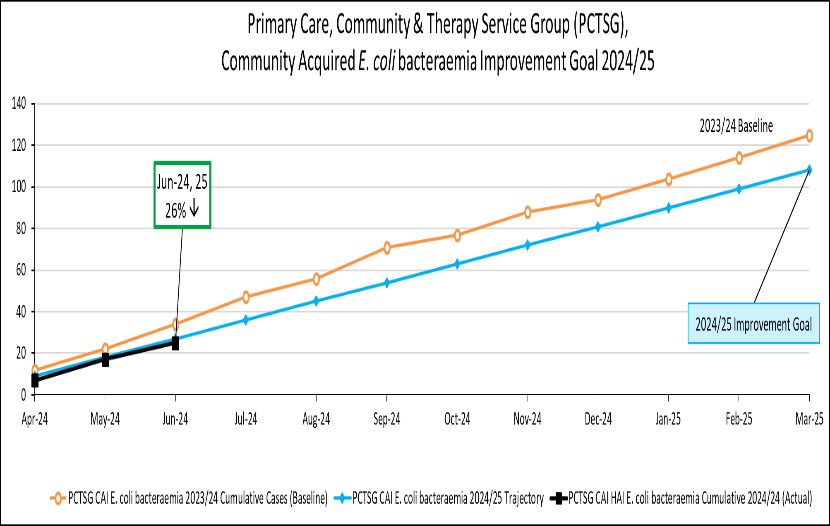 Primary Care, Community & Therapy Service Group (PCTSG),
Community Acquired E. coli bacteraemia Improvement Goal 2024/25
140
120
100
80
60
40
20
0
2023/24 Baseline
Jun-24, 25
26% ↓
2024/25 Improvement Goal
Apr-24 May-24 Jun-24 Jul-24 Aug-24 Sep-24 Oct-24 Nov-24 Dec-24 Jan-25 Feb-25 Mar-25
PCTSG CAI E. coli bacteraemia 2023/24 Cumulative Cases (Baseline) PCTSG CAI E. coli bacteraemia 2024/25 Trajectory PCTSG CAI HAI E. coli bacteraemia Cumulative 2024/24 (Actual)